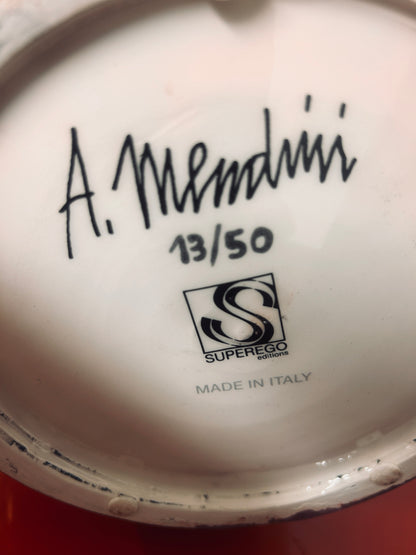 A. Mendini
13/50
S
SUPEREGO
editions
MADE IN ITALY